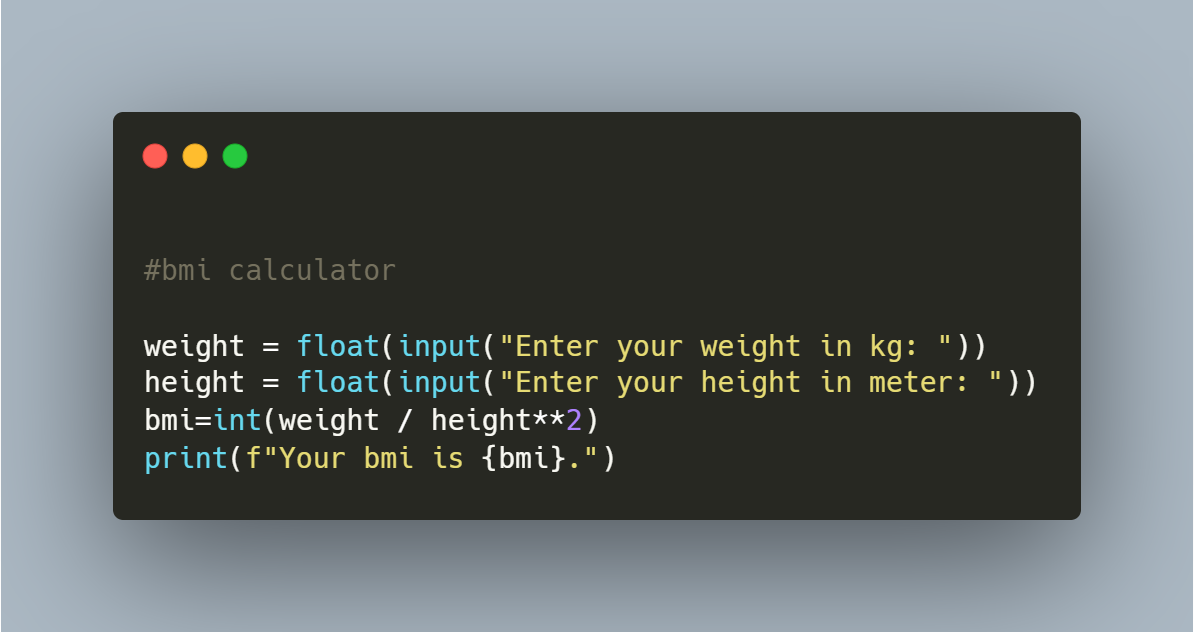 #bmi calculator
weight = float(input("Enter your weight in kg: "))
height = float(input("Enter your height in meter: "))
bmi=int(weight / height**2)
print(f"Your bmi is {bmi}.")